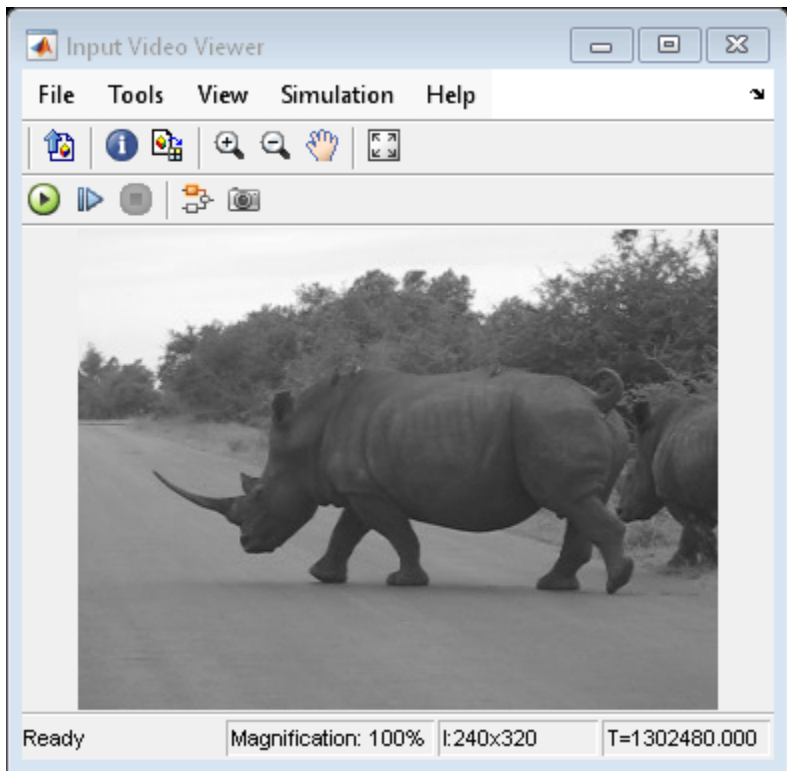 Input Video Viewer
File Tools View Simulation Help
Ready Magnification: 100% I:240x320 T=1302480.000